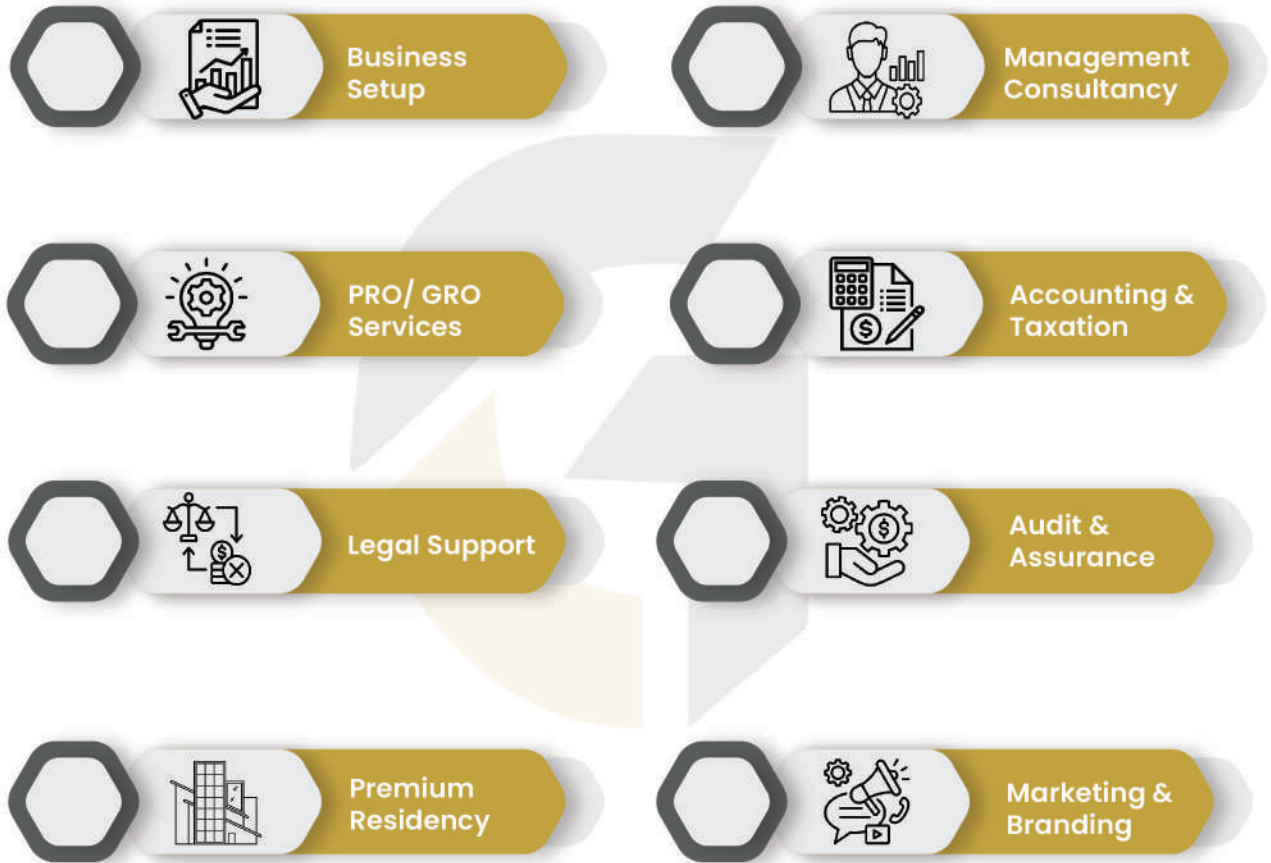 Business
Setup
Management
Consultancy
PRO/ GRO
Services
Accounting &
Taxation
Legal Support
Audit &
Assurance
Premium
Residency
Marketing &
Branding